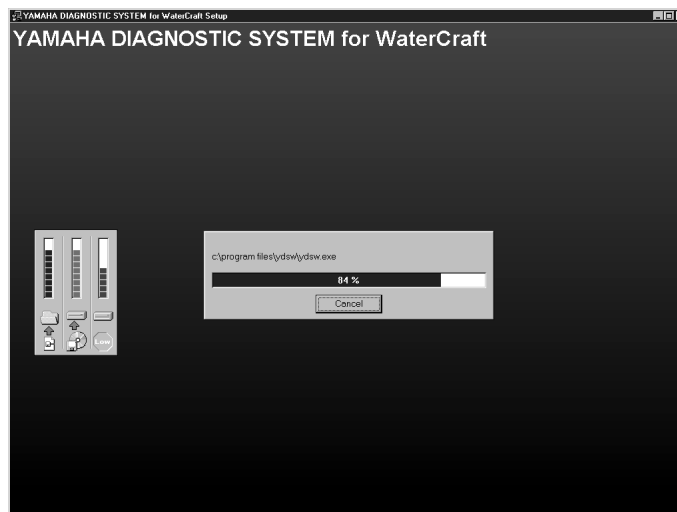 YAMAHA DIAGNOSTIC SYSTEM for WaterCraft Setup
YAMAHA DIAGNOSTIC SYSTEM for WaterCraft
c:\program files\ydsw\ydsw.exe
84 %
Cancel
Low